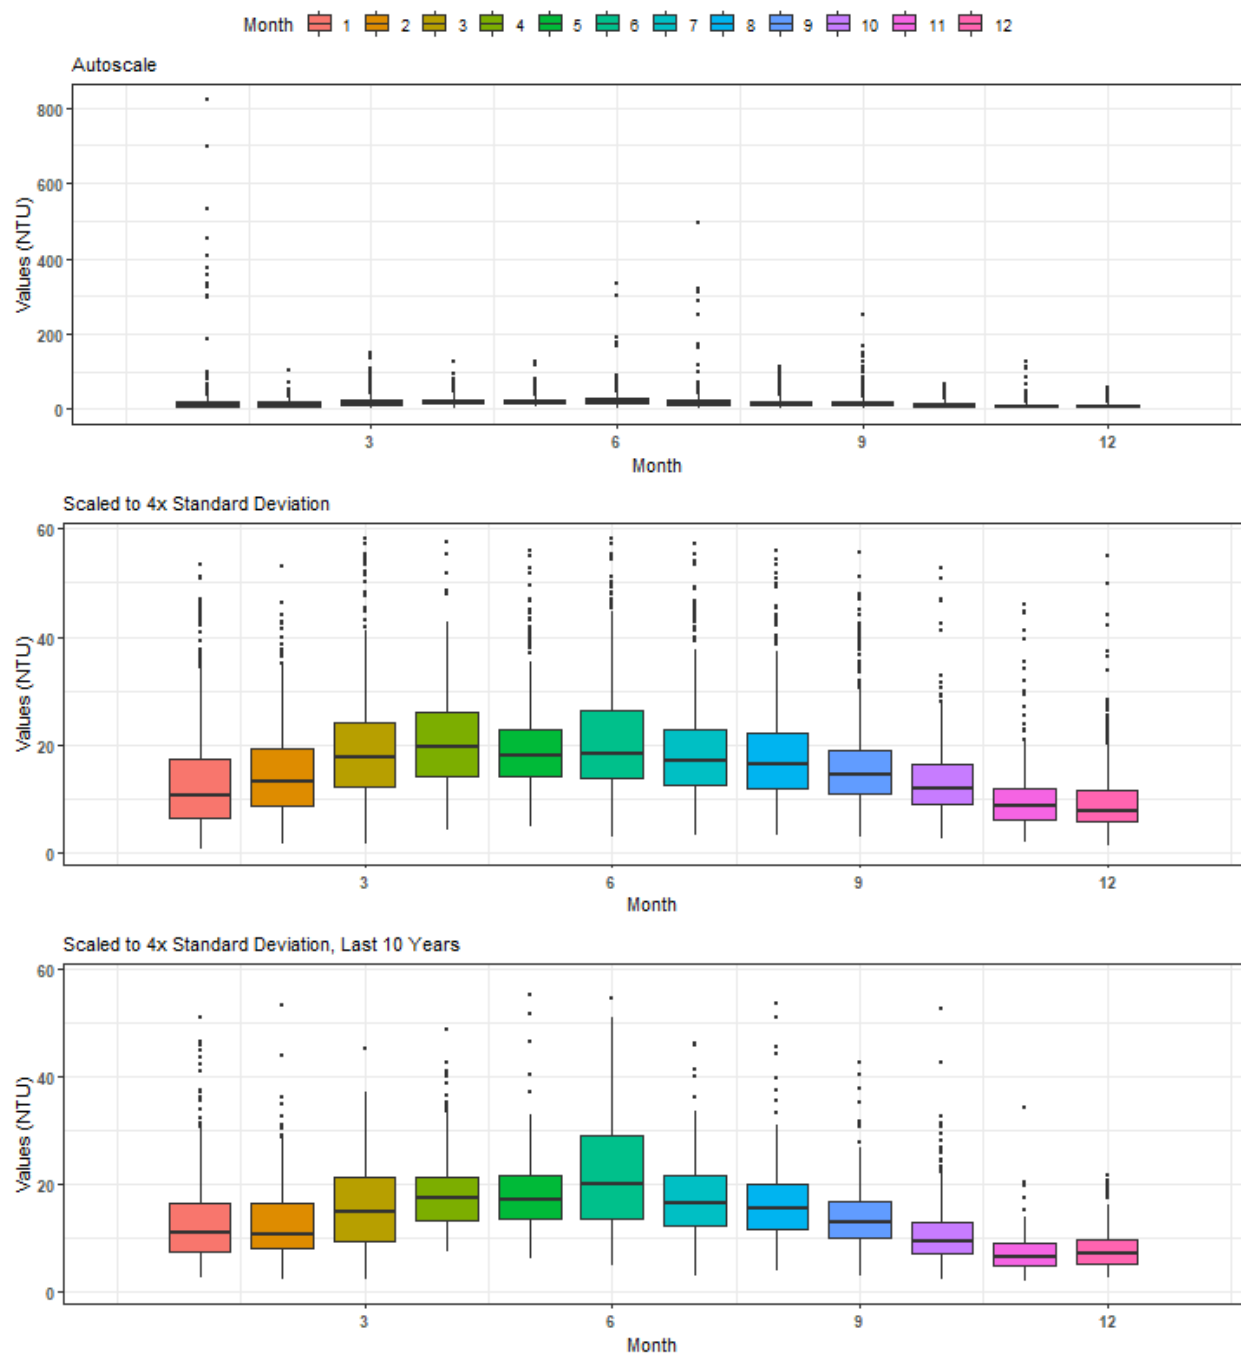 Month 1 2 3 4 5 6 7 8 9 10 11 12
Autoscale
Values (NTU)
800
600
400
200
0
3 6 9 12
Month
Scaled to 4x Standard Deviation
Values (NTU)
60
40
20
0
3 6 9 12
Month
Scaled to 4x Standard Deviation, Last 10 Years
Values (NTU)
60
40
20
0
3 6 9 12
Month